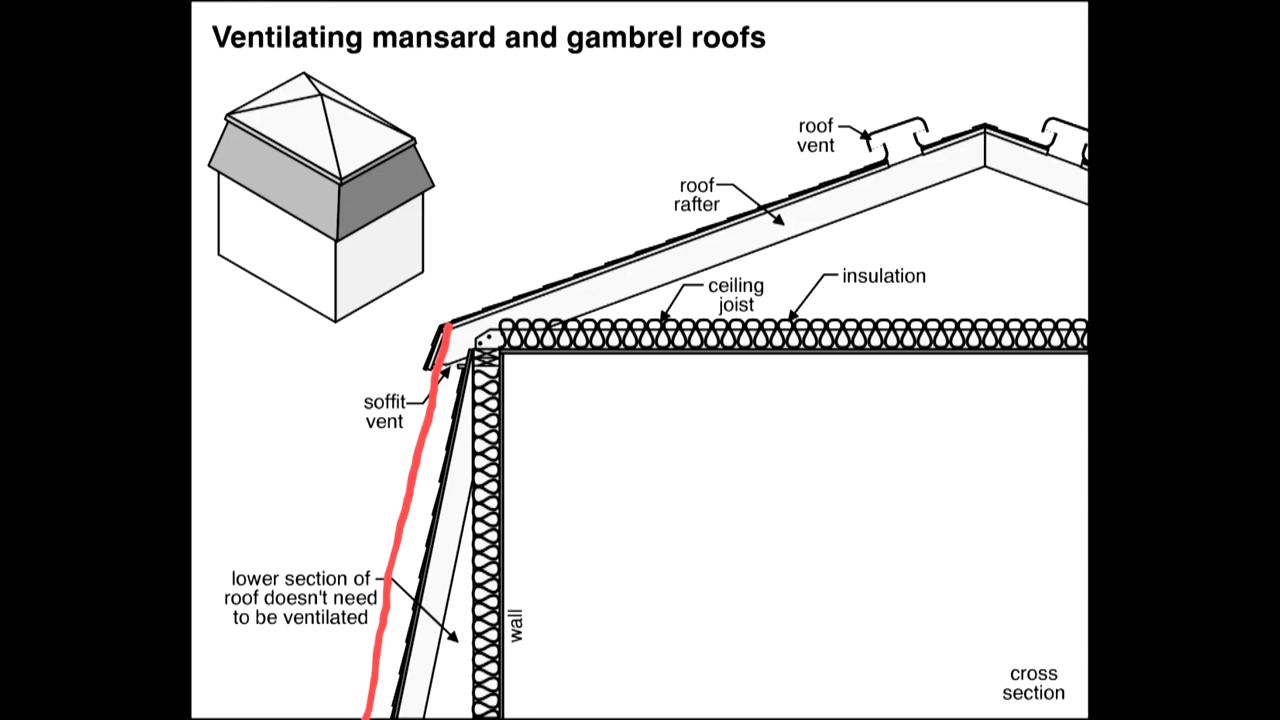 Ventilating mansard and gambrel roofs
roof
vent
roof
rafter
ceiling
joist
insulation
soffit
vent
lower section of
roof doesn't need
to be ventilated
wall
cross
section